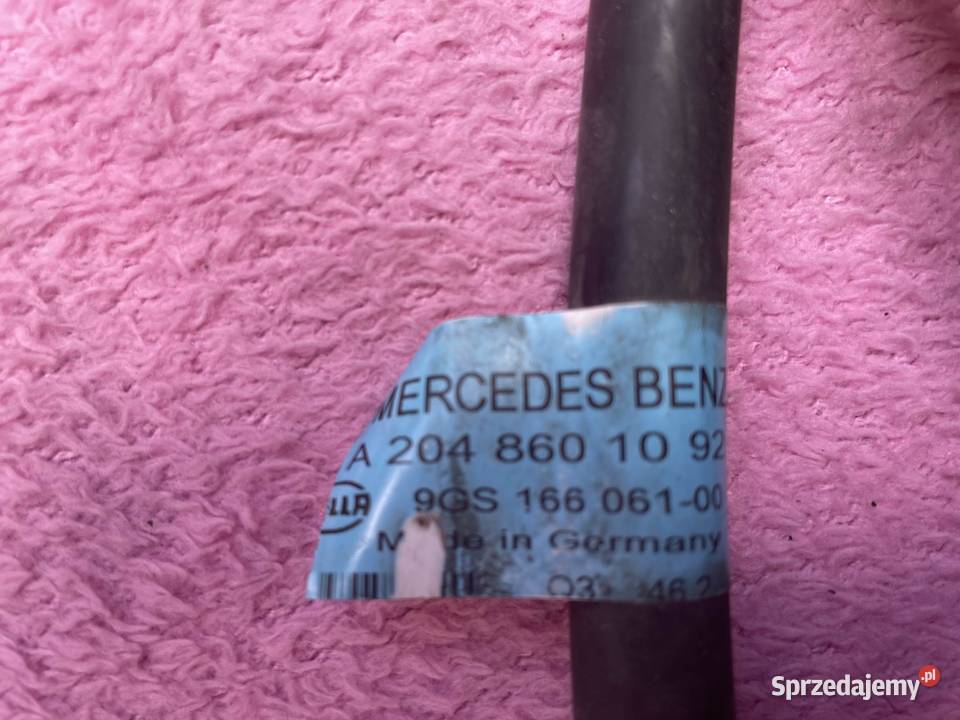 MERCEDES BENZ
A 204 860 10 92
9GS 166 061-00
Made in Germany
Sprzedajemy.pl